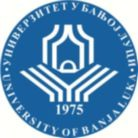 УНИВЕРЗИТЕТ У БАЊОЈ ЛУЦИ
1975
UNIVERSITY OF BANJA LUKA